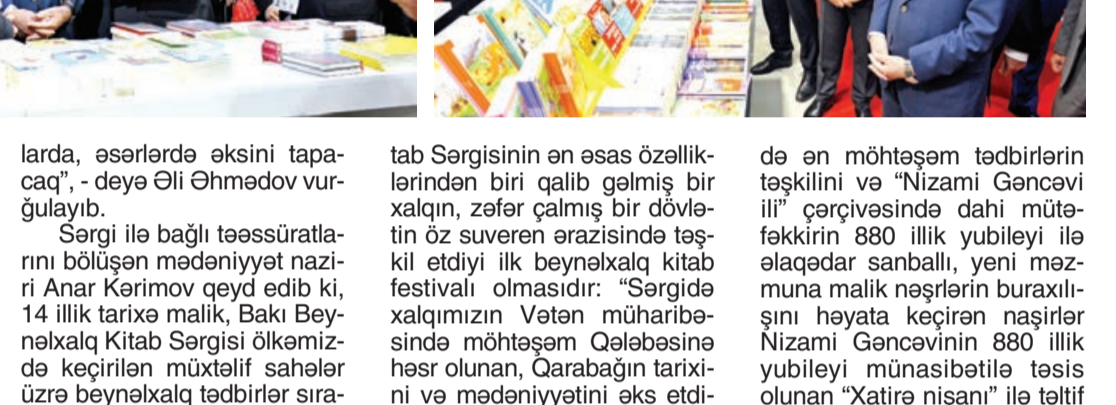 larda, əsərlərdə əksini tapa-
caq”, - deyə Əli Əhmədov vur-
ğulayıb.
Sərgi ilə bağlı təəssüratla-
rını bölüşən mədəniyyət nazi-
ri Anar Kərimov qeyd edib ki,
14 illik tarixə malik, Bakı Bey-
nəlxalq Kitab Sərgisi ölkəmiz-
də keçirilən müxtəlif sahələr
üzrə beynəlxalq tədbirlər sıra-
tab Sərgisinin ən əsas özəllik-
lərindən biri qalib gəlmiş bir
xalqın, zəfər çalmış bir dövlə-
tin öz suveren ərazisində təş-
kil etdiyi ilk beynəlxalq kitab
festivalı olmasıdır: “Sərgidə
xalqımızın Vətən müharibə-
sində möhtəşəm Qələbəsinə
həsr olunan, Qarabağın tarixi-
ni və mədəniyyətini əks etdi-
də ən möhtəşəm tədbirlərin
təşkilini və “Nizami Gəncəvi
ili” çərçivəsində dahi mütə-
fəkkirin 880 illik yubileyi ilə
əlaqədar sanballı, yeni məz-
muna malik nəşrlərin buraxılı-
şını həyata keçirən naşirlər
Nizami Gəncəvinin 880 illik
yubileyi münasibətilə təsis
olunan “Xatirə nişanı” ilə təltif